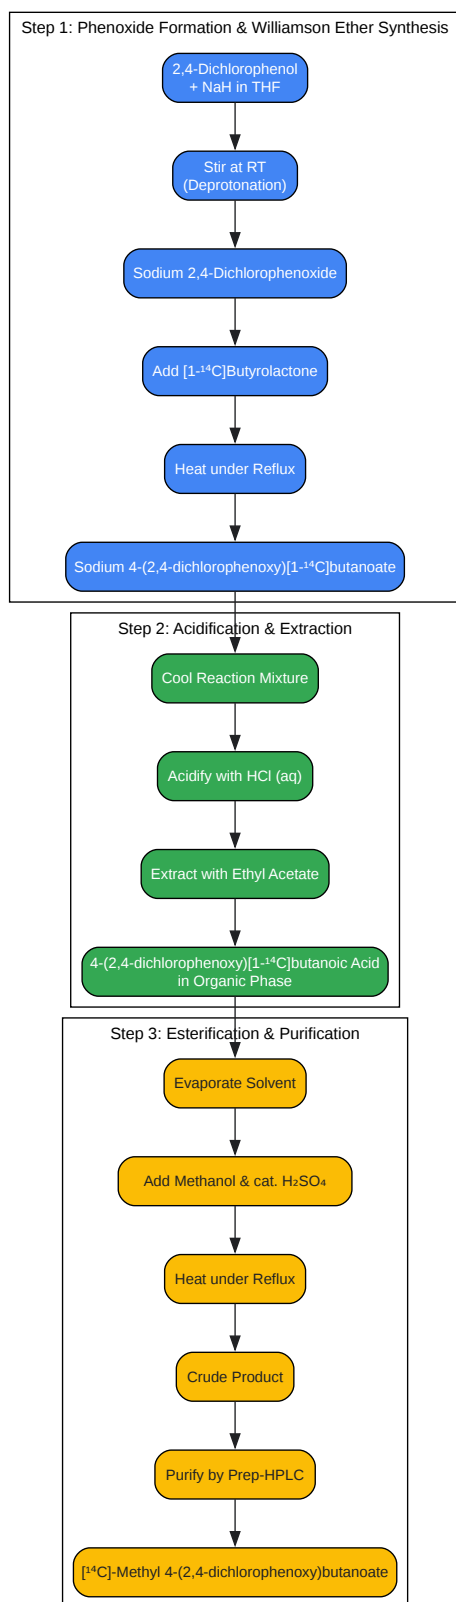 Step 1: Phenoxide Formation & Williamson Ether Synthesis
2,4-Dichlorophenol
+ NaH in THF
Stir at RT
(Deprotonation)
Sodium 2,4-Dichlorophenoxide
Add [1-¹⁴C]Butyrolactone
Heat under Reflux
Sodium 4-(2,4-dichlorophenoxy)[1-¹⁴C]butanoate
Step 2: Acidification & Extraction
Cool Reaction Mixture
Acidify with HCl (aq)
Extract with Ethyl Acetate
4-(2,4-dichlorophenoxy)[1-¹⁴C]butanoic Acid
in Organic Phase
Step 3: Esterification & Purification
Evaporate Solvent
Add Methanol & cat. H₂SO₄
Heat under Reflux
Crude Product
Purify by Prep-HPLC
[¹⁴C]-Methyl 4-(2,4-dichlorophenoxy)butanoate